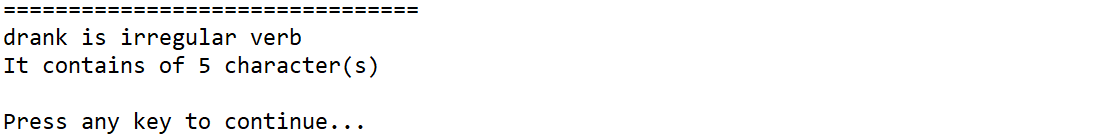 ===============================
drank is irregular verb
It contains of 5 character(s)
Press any key to continue...